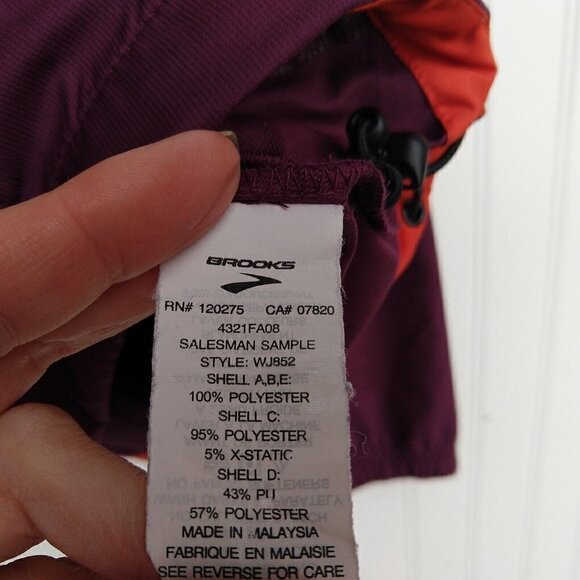 BROOKS
RN# 120275 CA# 07820
4321FA08
SALESMAN SAMPLE
STYLE: WJ852
SHELL A,B,E:
100% POLYESTER
SHELL C:
95% POLYESTER
5% X-STATIC
SHELL D:
43% PU
57% POLYESTER
MADE IN MALAYSIA
FABRIQUE EN MALAISIE
SEE REVERSE FOR CARE